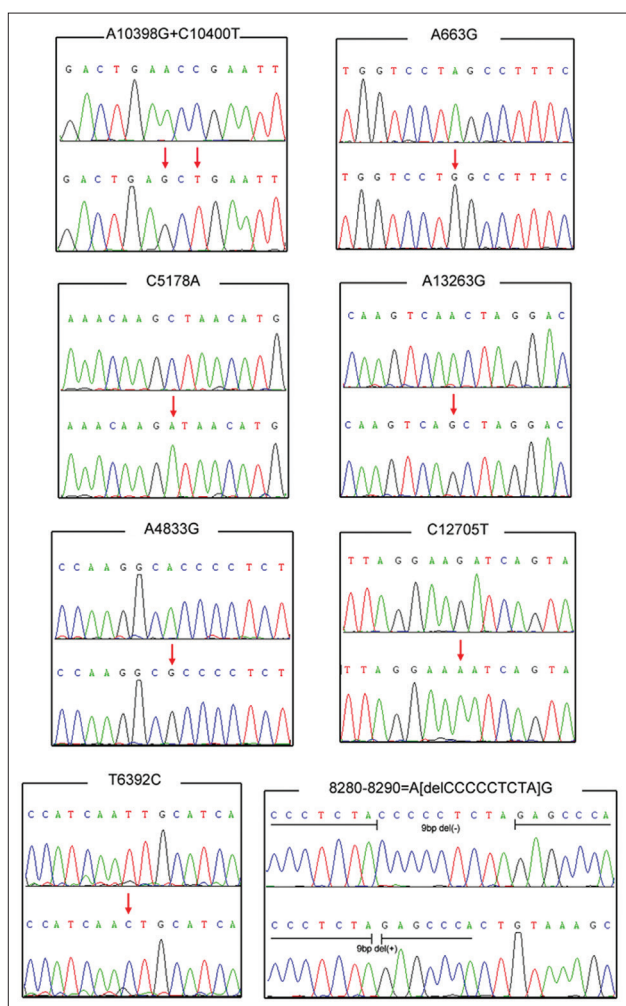 A10398G+C10400T
G A C T G A A C C G A A T T
G A C T G A G C T G A A T T
A663G
T G G T C C T A G C C T T T C
T G G T C C T G G C C T T T C
C5178A
A A A C A A G C T A A C A T G
A A A C A A G A T A A C A T G
A13263G
C A A G T C A A C T A G G A C
C A A G T C A G C T A G G A C
A4833G
C C A A G G C A C C C C T C T
C C A A G G C G C C C C T C T
C12705T
T T A G G A A G A T C A G T A
T T A G G A A A A T C A G T A
T6392C
C C A T C A A T T G C A T C A
C C A T C A A C T G C A T C A
8280-8290=A[delCCCCCTCTA]G
C C C T C T A C C C C C T C T A G A G C C C A
9bp del(-)
C C C T C T A G A G C C C A C T G T A A A G C
9bp del(+)